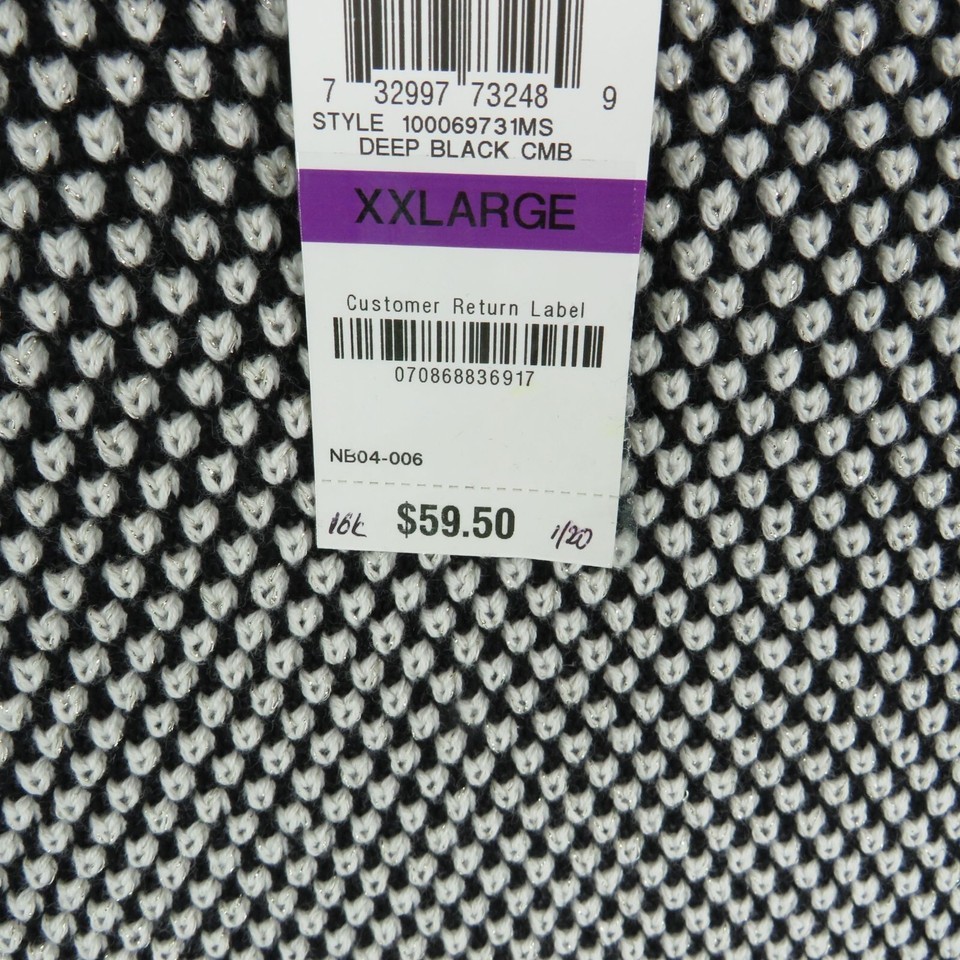 7 32997 73248 9
STYLE 100069731MS
DEEP BLACK CMB
XXLARGE
Customer Return Label
070868836917
NB04-006
16k $59.50 1/20